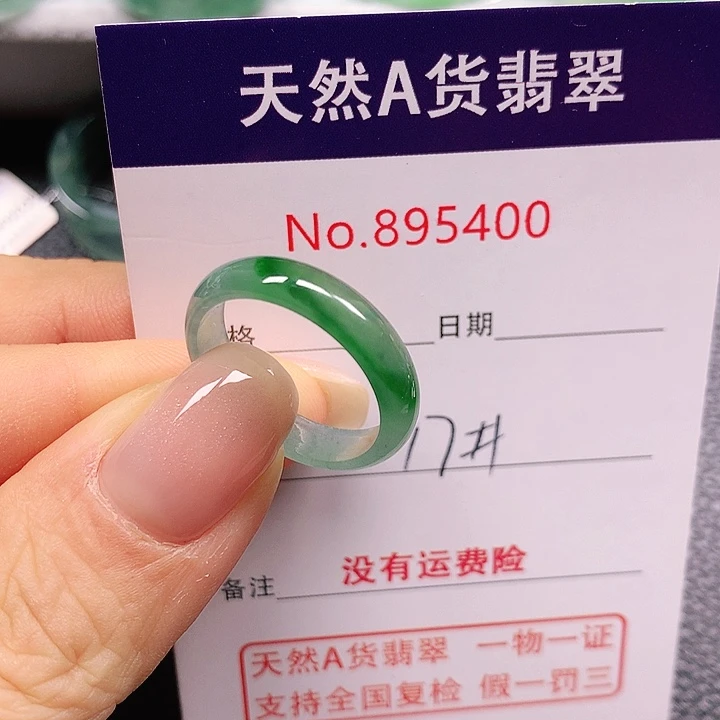 天然A货翡翠
No.895400
格 日期
17#
备注 没有运费险
天然A货翡翠 一物一证
支持全国复检 假一罚三